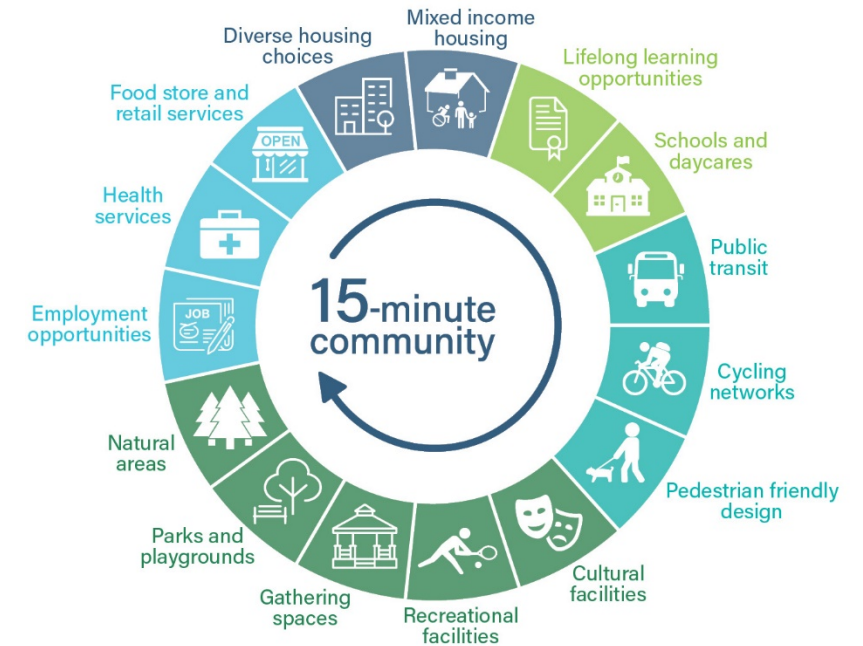 Mixed income
housing
Lifelong learning
opportunities
Schools and
daycares
Public
transit
Cycling
networks
Pedestrian friendly
design
Cultural
facilities
Recreational
facilities
Gathering
spaces
Parks and
playgrounds
Natural
areas
Employment
opportunities
JOB
Health
services
Food store and
retail services
OPEN
Diverse housing
choices
15-minute
community